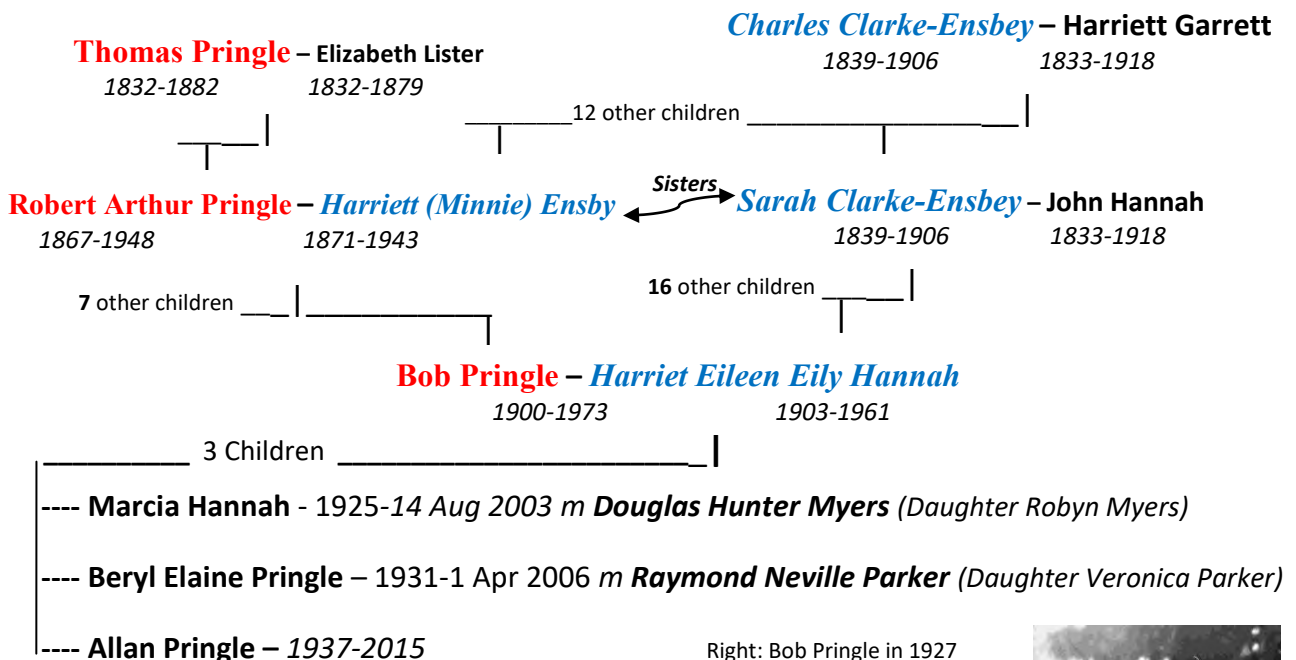 Charles Clarke-Ensbey – Harriett Garrett
1839-1906 1833-1918
Thomas Pringle – Elizabeth Lister
1832-1882 1832-1879
12 other children
Robert Arthur Pringle – Harriett (Minnie) Ensby
1867-1948 1871-1943
Sisters
Sarah Clarke-Ensbey – John Hannah
1839-1906 1833-1918
7 other children
16 other children
Bob Pringle – Harriet Eileen Eily Hannah
1900-1973 1903-1961
3 Children
---- Marcia Hannah - 1925-14 Aug 2003 m Douglas Hunter Myers (Daughter Robyn Myers)
---- Beryl Elaine Pringle – 1931-1 Apr 2006 m Raymond Neville Parker (Daughter Veronica Parker)
---- Allan Pringle – 1937-2015
Right: Bob Pringle in 1927